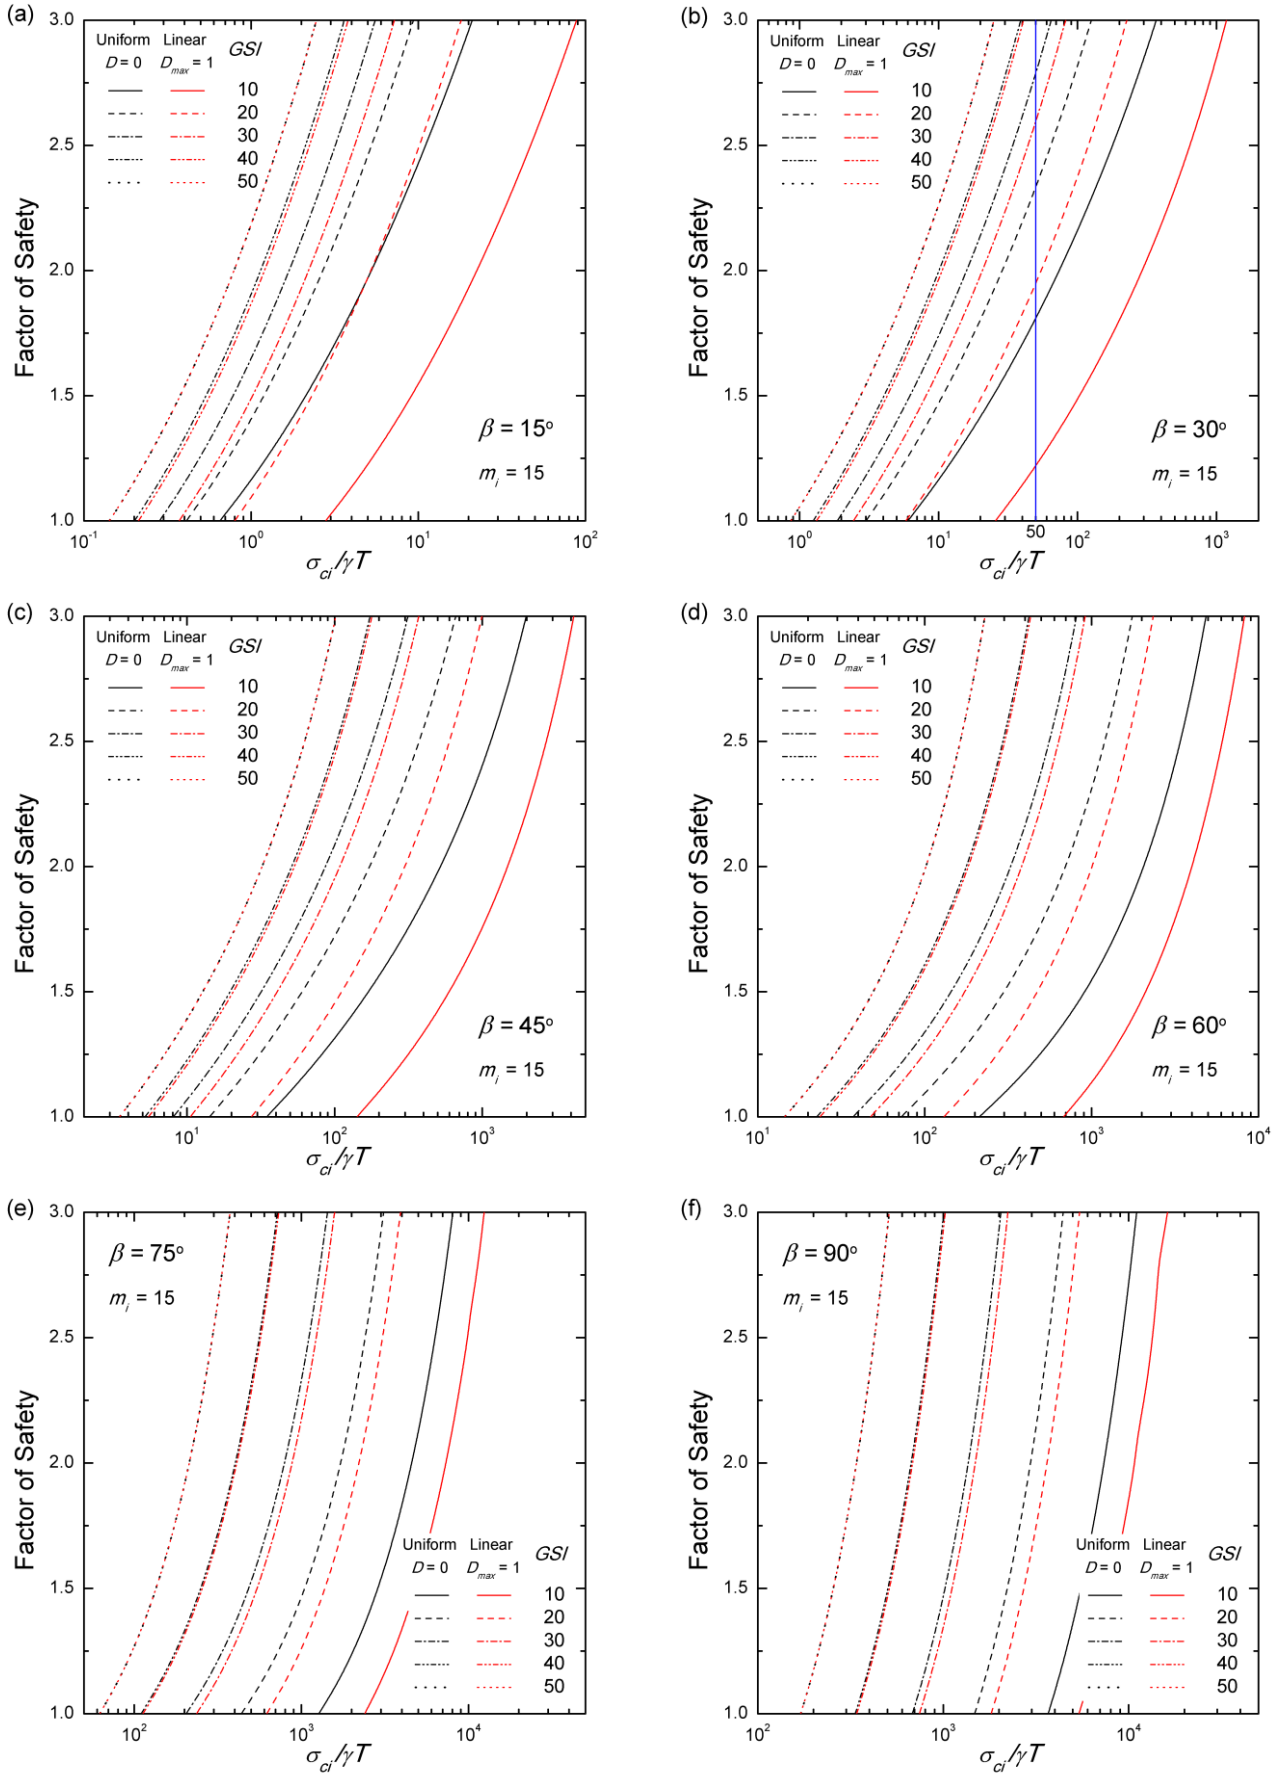 (a)
3.0
2.5
2.0
1.5
1.0
Factor of Safety
Uniform Linear GSI
D = 0 D_max = 1
10
20
30
40
50
β = 15°
m_i = 15
10^-1 10^0 10^1 10^2
σ_ci/γT
(b)
3.0
2.5
2.0
1.5
1.0
Factor of Safety
Uniform Linear GSI
D = 0 D_max = 1
10
20
30
40
50
β = 30°
m_i = 15
50
10^0 10^1 10^2 10^3
σ_ci/γT
(c)
3.0
2.5
2.0
1.5
1.0
Factor of Safety
Uniform Linear GSI
D = 0 D_max = 1
10
20
30
40
50
β = 45°
m_i = 15
10^1 10^2 10^3
σ_ci/γT
(d)
3.0
2.5
2.0
1.5
1.0
Factor of Safety
Uniform Linear GSI
D = 0 D_max = 1
10
20
30
40
50
β = 60°
m_i = 15
10^1 10^2 10^3 10^4
σ_ci/γT
(e)
3.0
2.5
2.0
1.5
1.0
Factor of Safety
β = 75°
m_i = 15
Uniform Linear GSI
D = 0 D_max = 1
10
20
30
40
50
10^2 10^3 10^4
σ_ci/γT
(f)
3.0
2.5
2.0
1.5
1.0
Factor of Safety
β = 90°
m_i = 15
Uniform Linear GSI
D = 0 D_max = 1
10
20
30
40
50
10^2 10^3 10^4
σ_ci/γT